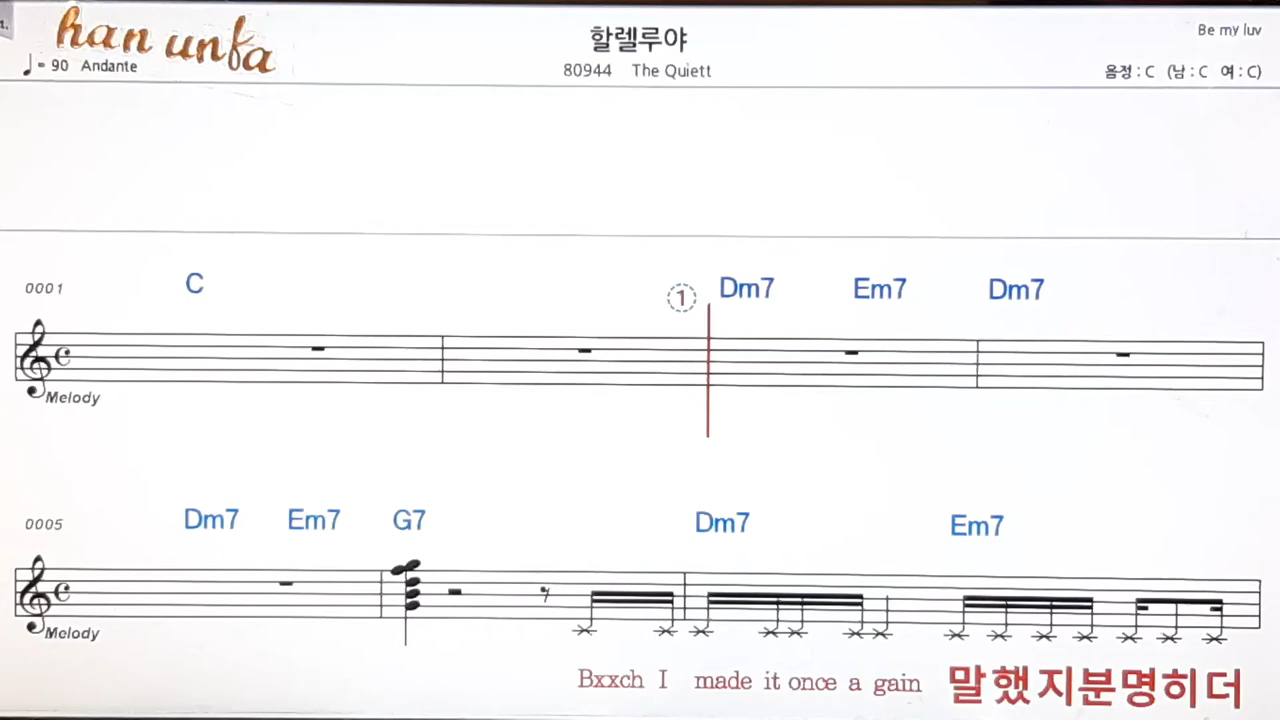 1.
han unfa
할렐루야
Be my luv
♩= 90 Andante
80944 The Quiett
음정 : C (남 : C 여 : C)
0001 C ① Dm7 Em7 Dm7
Melody
0005 Dm7 Em7 G7 Dm7 Em7
Melody
Bxxch I made it once a gain 말했지분명히더